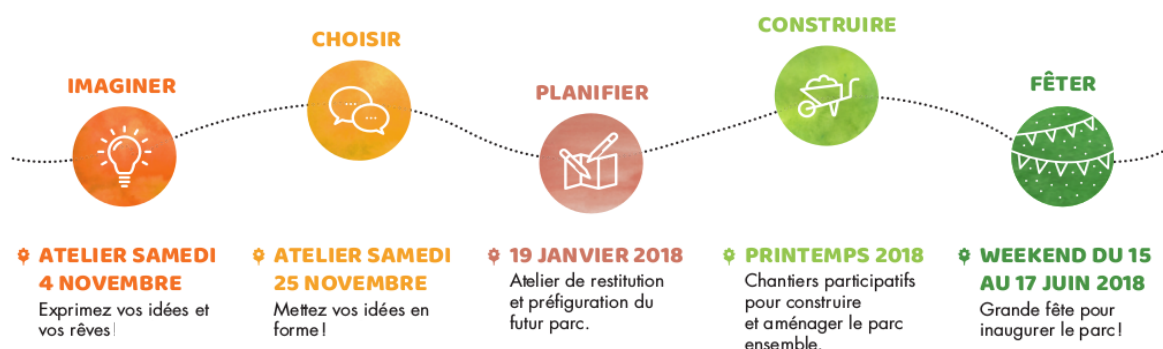 IMAGINER
CHOISIR
PLANIFIER
CONSTRUIRE
FÊTER
ATELIER SAMEDI
4 NOVEMBRE
Exprimez vos idées et
vos rêves!
ATELIER SAMEDI
25 NOVEMBRE
Mettez vos idées en
forme!
19 JANVIER 2018
Atelier de restitution
et préfiguration du
futur parc.
PRINTEMPS 2018
Chantiers participatifs
pour construire
et aménager le parc
ensemble.
WEEKEND DU 15
AU 17 JUIN 2018
Grande fête pour
inaugurer le parc!